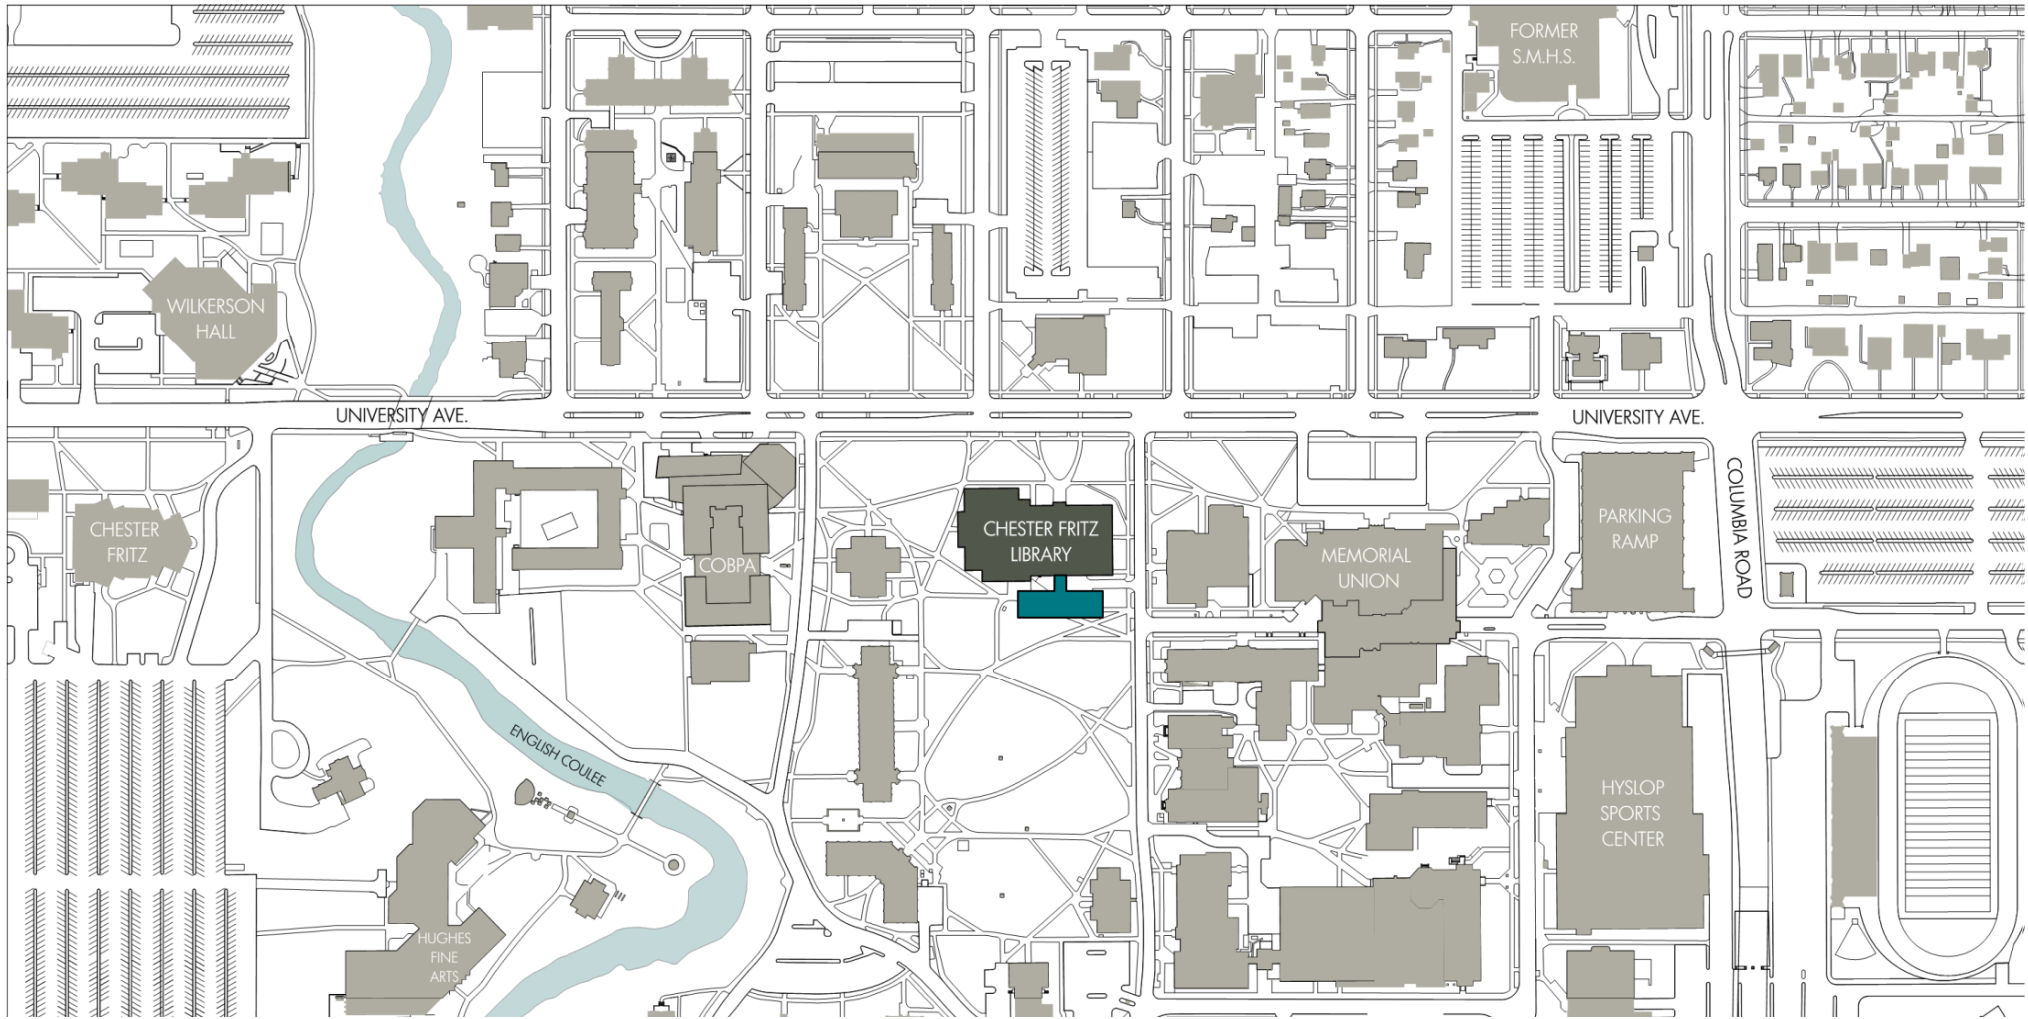 FORMER
S.M.H.S.
WILKERSON
HALL
UNIVERSITY AVE.
UNIVERSITY AVE.
COLUMBIA ROAD
CHESTER
FRITZ
COBPA
CHESTER FRITZ
LIBRARY
MEMORIAL
UNION
PARKING
RAMP
ENGLISH COULEE
HYSLOP
SPORTS
CENTER
HUGHES
FINE
ARTS